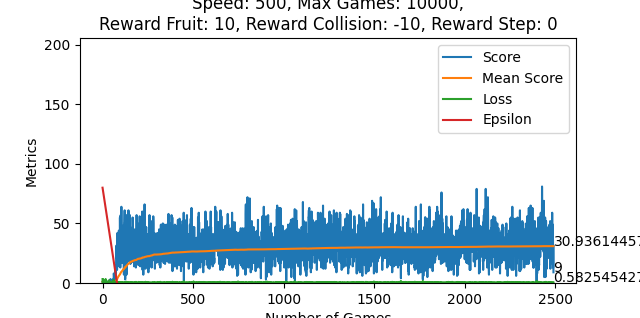 Speed: 500, Max Games: 10000,
Reward Fruit: 10, Reward Collision: -10, Reward Step: 0
200
150
100
50
0
Metrics
Score
Mean Score
Loss
Epsilon
30.93614457
9
0.582545427
0 500 1000 1500 2000 2500
Number of Games